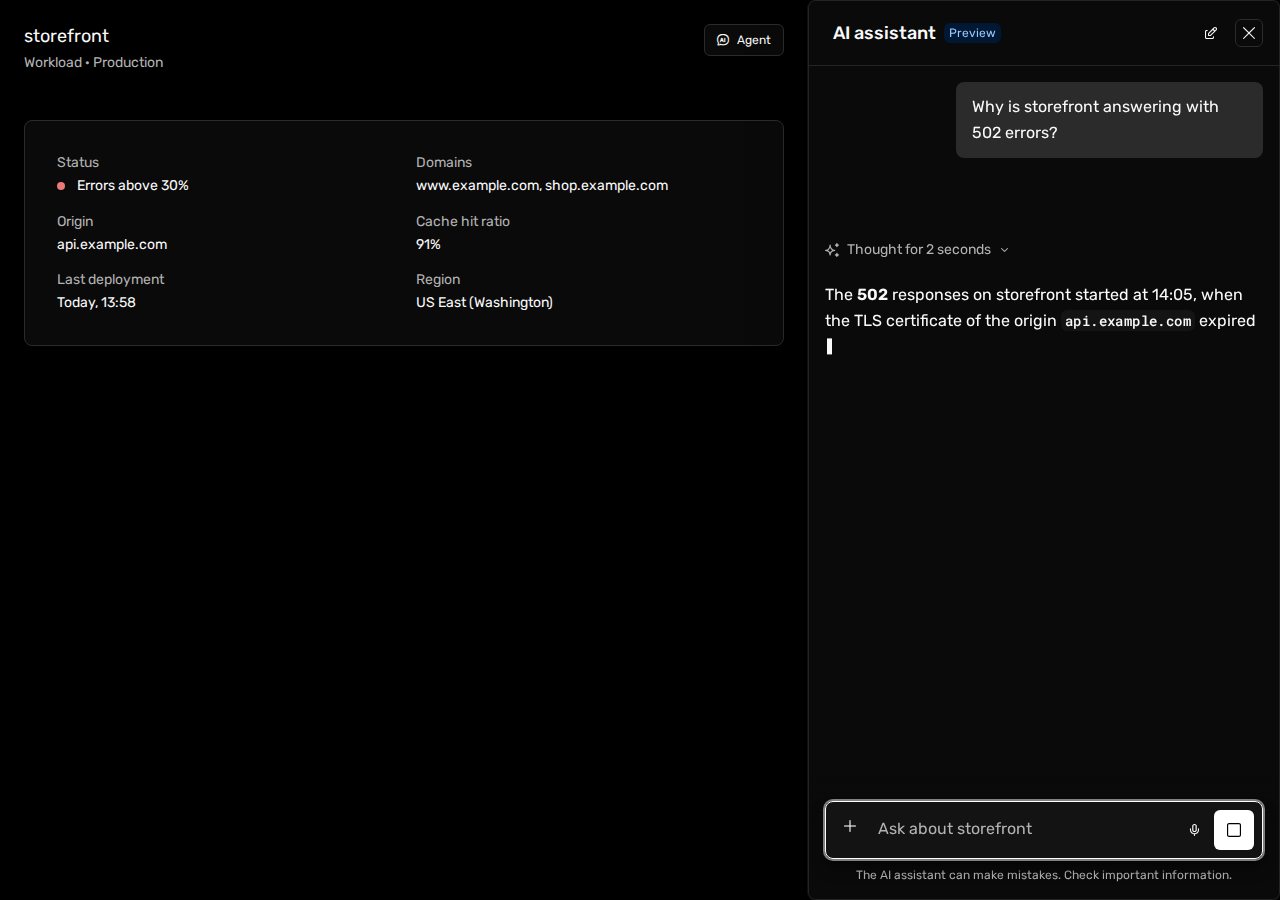 storefront
Workload • Production
Agent
Status
Errors above 30%
Domains
www.example.com, shop.example.com
Origin
api.example.com
Cache hit ratio
91%
Last deployment
Today, 13:58
Region
US East (Washington)
AI assistant
Preview
Why is storefront answering with
502 errors?
Thought for 2 seconds
The 502 responses on storefront started at 14:05, when
the TLS certificate of the origin api.example.com expired
Ask about storefront
The AI assistant can make mistakes. Check important information.